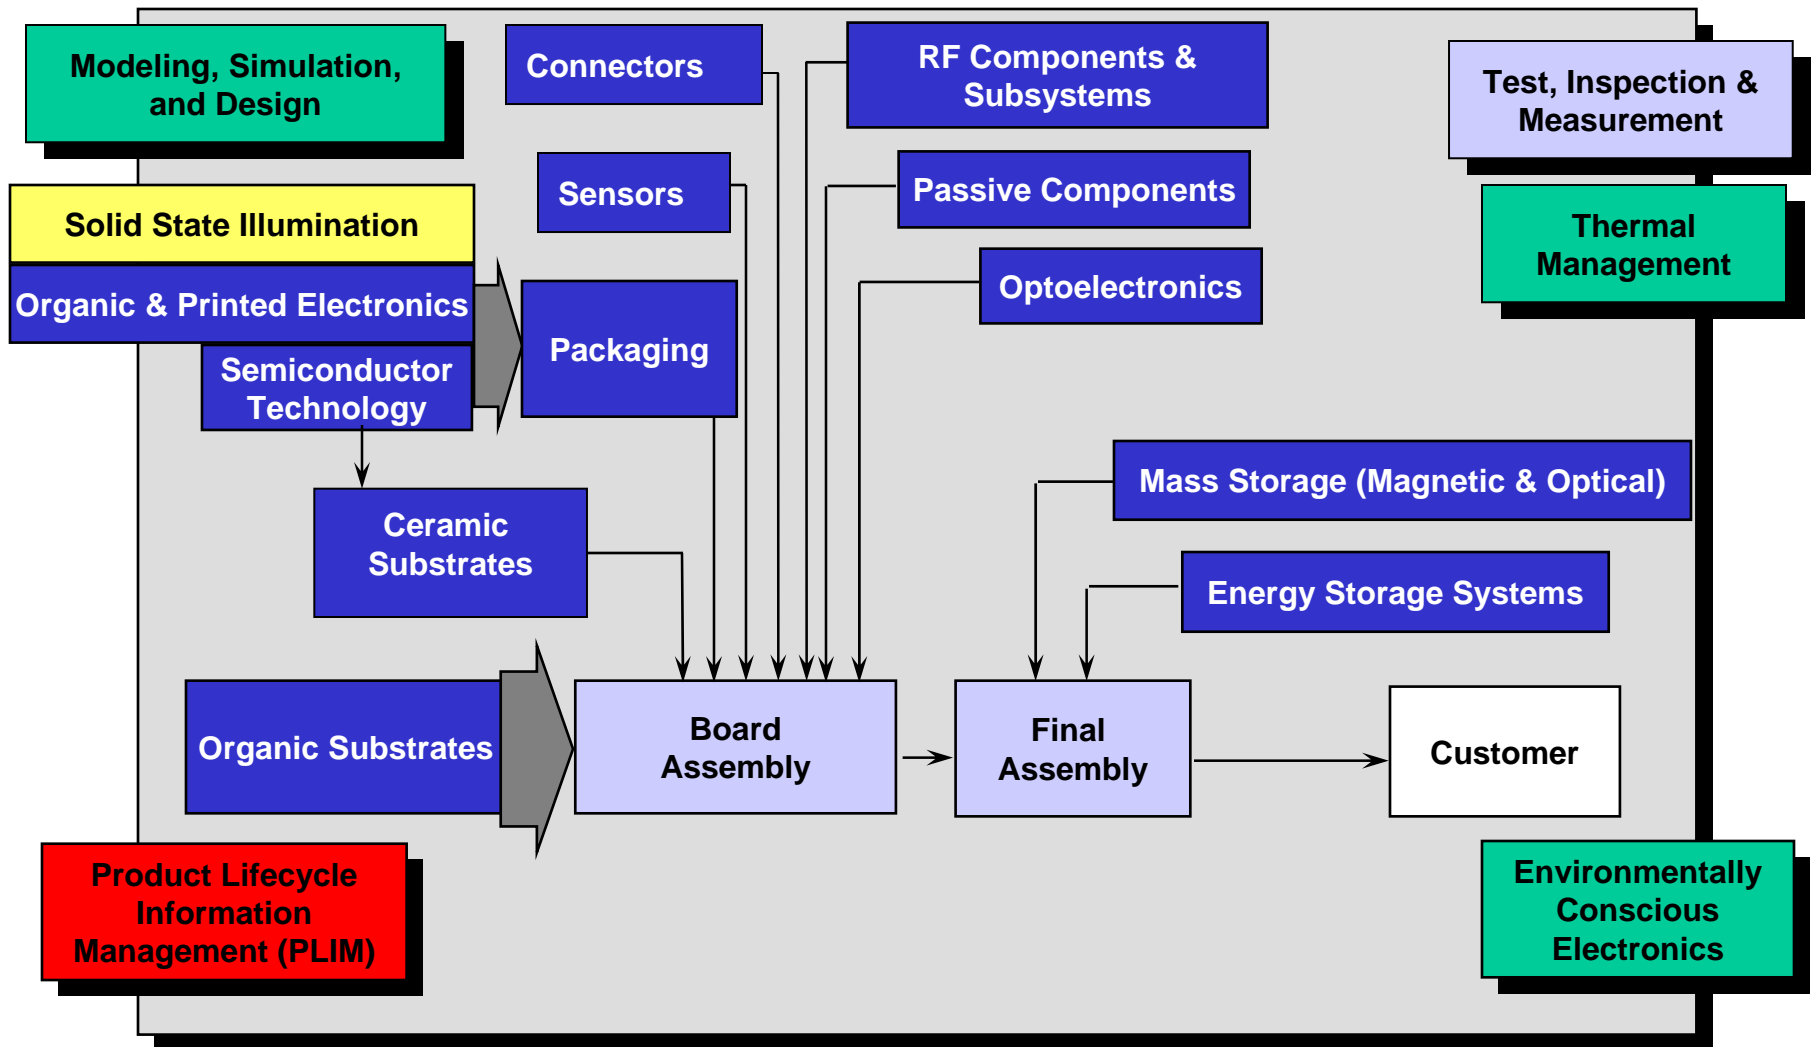 Modeling, Simulation,
and Design
Connectors
RF Components &
Subsystems
Test, Inspection &
Measurement
Sensors
Passive Components
Solid State Illumination
Thermal
Management
Organic & Printed Electronics
Optoelectronics
Packaging
Semiconductor
Technology
Mass Storage (Magnetic & Optical)
Ceramic
Substrates
Energy Storage Systems
Organic Substrates
Board
Assembly
Final
Assembly
Customer
Product Lifecycle
Information
Management (PLIM)
Environmentally
Conscious
Electronics